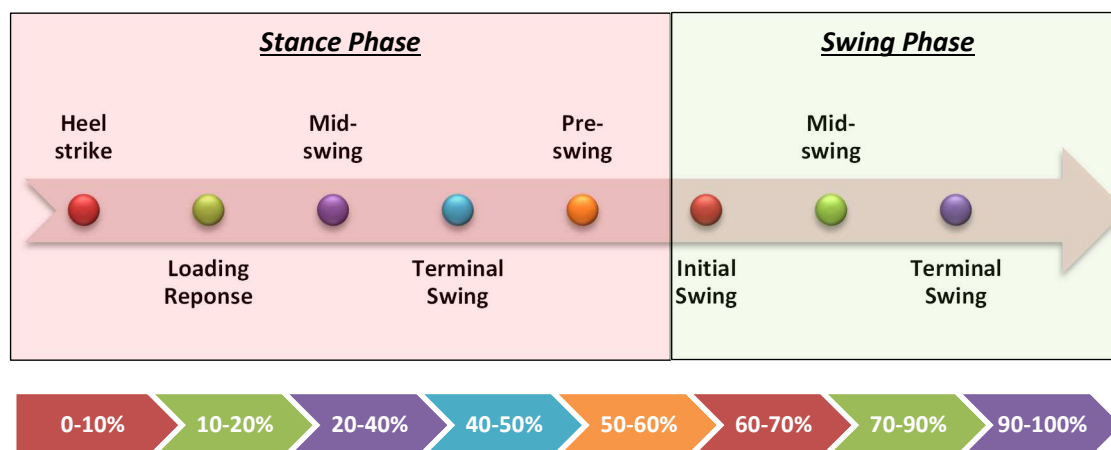 Stance Phase
Swing Phase
Heel
strike
Mid-
swing
Pre-
swing
Mid-
swing
Loading
Reponse
Terminal
Swing
Initial
Swing
Terminal
Swing
0-10%
10-20%
20-40%
40-50%
50-60%
60-70%
70-90%
90-100%